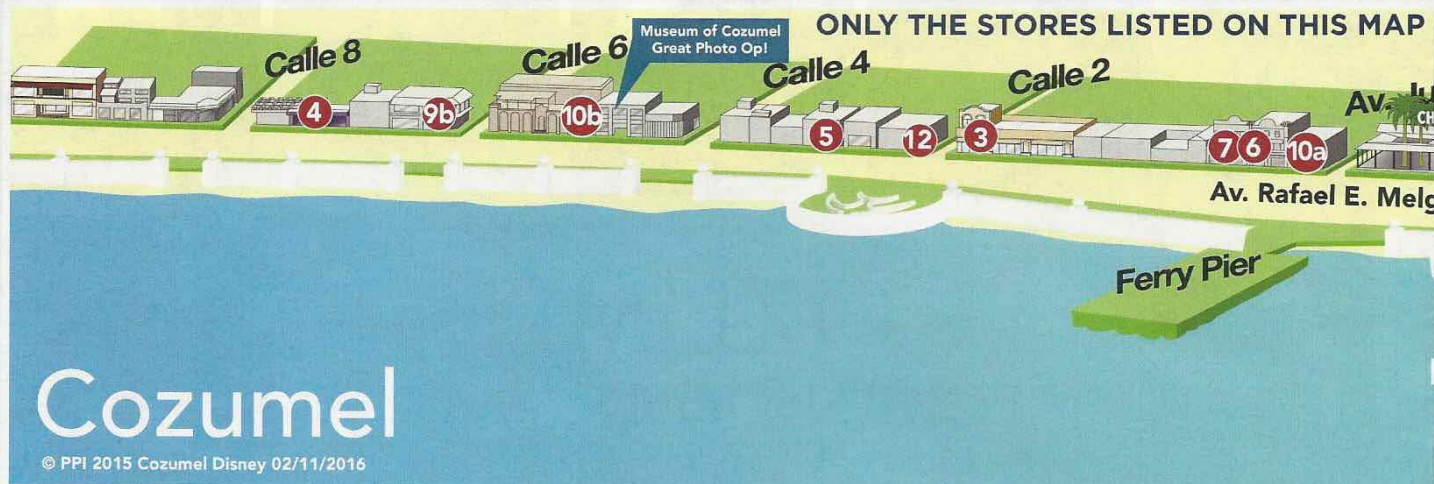 ONLY THE STORES LISTED ON THIS MAP
Museum of Cozumel
Great Photo Op!
Calle 8
Calle 6
Calle 4
Calle 2
Av.
CH
4
9b
10b
5
12
3
7
6
10a
Av. Rafael E. Melg
Ferry Pier
Cozumel
© PPI 2015 Cozumel Disney 02/11/2016